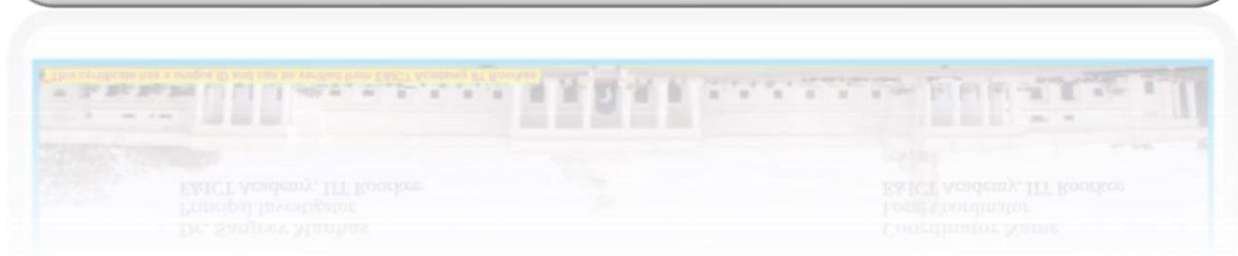 *This certificate has a unique ID and can be verified from E&ICT Academy IIT Roorkee
E&ICT Academy, IIT Roorkee
Principal Investigator
Dr. Sanjeev Manhas
E&ICT Academy, IIT Roorkee
Local Coordinator
Coordinator Name